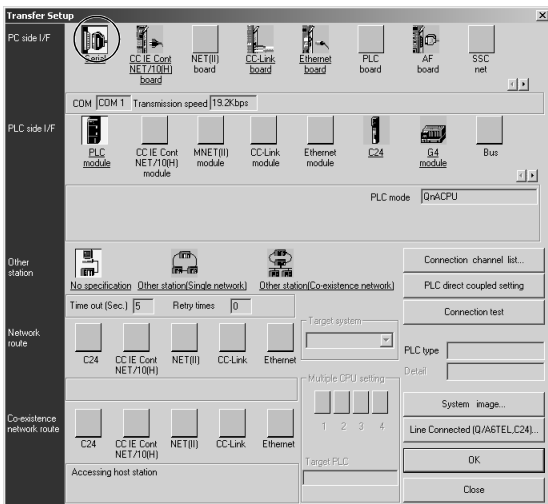 Transfer Setup
PC side I/F
Serial
CC IE Cont NET/10(H) board
NET(II) board
CC-Link board
Ethernet board
PLC board
AF board
SSC net
COM COM 1 Transmission speed 19.2Kbps
PLC side I/F
PLC module
CC IE Cont NET/10(H) module
MNET(II) module
CC-Link module
Ethernet module
C24
G4 module
Bus
PLC mode QnACPU
Other station
No specification
Other station(Single network)
Other station(Co-existence network)
Connection channel list...
PLC direct coupled setting
Connection test
Time out (Sec.) 5 Retry times 0
Target system
Network route
C24
CC IE Cont NET/10(H)
NET(II)
CC-Link
Ethernet
PLC type
Detail
Multiple CPU setting
1 2 3 4
Target PLC
System image...
Line Connected (Q/A6TEL,C24)...
OK
Close
Co-existence network route
C24
CC IE Cont NET/10(H)
NET(II)
CC-Link
Ethernet
Accessing host station